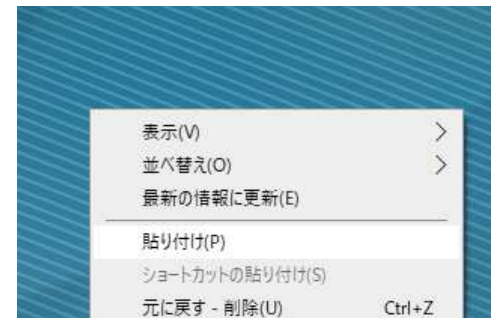 表示(V)
並べ替え(O)
最新の情報に更新(E)
貼り付け(P)
ショートカットの貼り付け(S)
元に戻す - 削除(U) Ctrl+Z